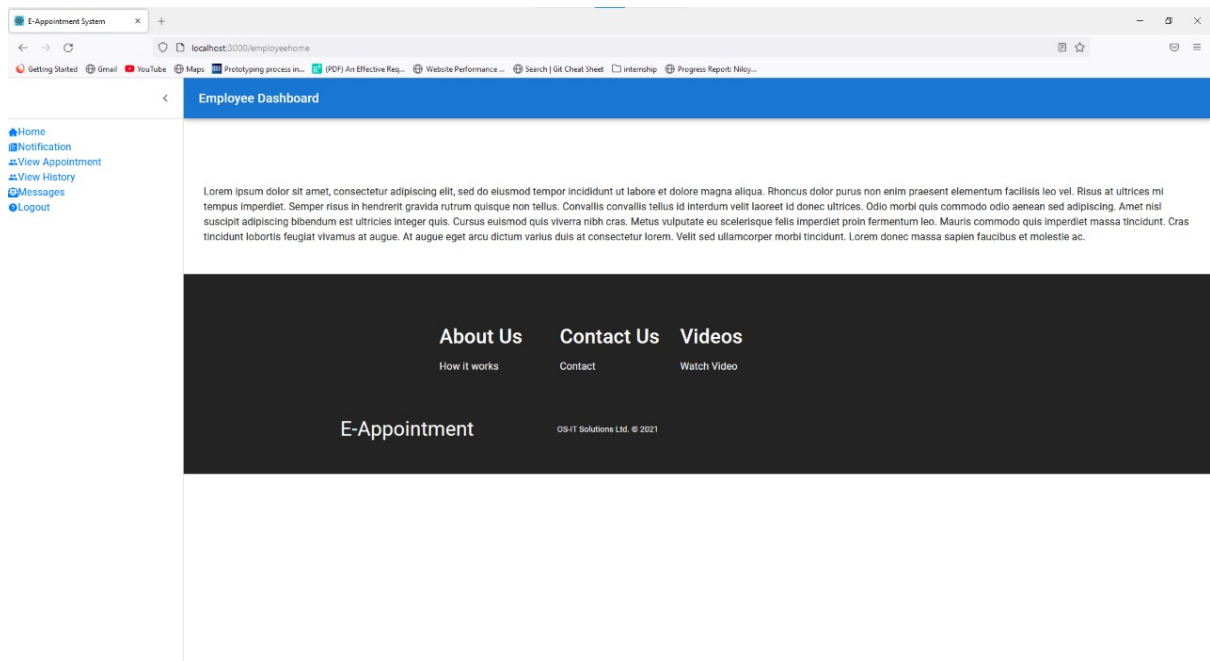 E-Appointment System
localhost:3000/employeehome
Getting Started Gmail YouTube Maps Prototyping process in... (PDF) An Effective Req... Website Performance ... Search | Git Cheat Sheet internship Progress Report: Niloy...
Employee Dashboard
Home
Notification
View Appointment
View History
Messages
Logout
Lorem ipsum dolor sit amet, consectetur adipiscing elit, sed do eiusmod tempor incididunt ut labore et dolore magna aliqua. Rhoncus dolor purus non enim praesent elementum facilisis leo vel. Risus at ultrices mi
tempus imperdiet. Semper risus in hendrerit gravida rutrum quisque non tellus. Convallis convallis tellus id interdum velit laoreet id donec ultrices. Odio morbi quis commodo odio aenean sed adipiscing. Amet nisl
suscipit adipiscing bibendum est ultricies integer quis. Cursus euismod quis viverra nibh cras. Metus vulputate eu scelerisque felis imperdiet proin fermentum leo. Mauris commodo quis imperdiet massa tincidunt. Cras
tincidunt lobortis feugiat vivamus at augue. At augue eget arcu dictum varius duis at consectetur lorem. Velit sed ullamcorper morbi tincidunt. Lorem donec massa sapien faucibus et molestie ac.
About Us Contact Us Videos
How it works Contact Watch Video
E-Appointment OS-IT Solutions Ltd. © 2021